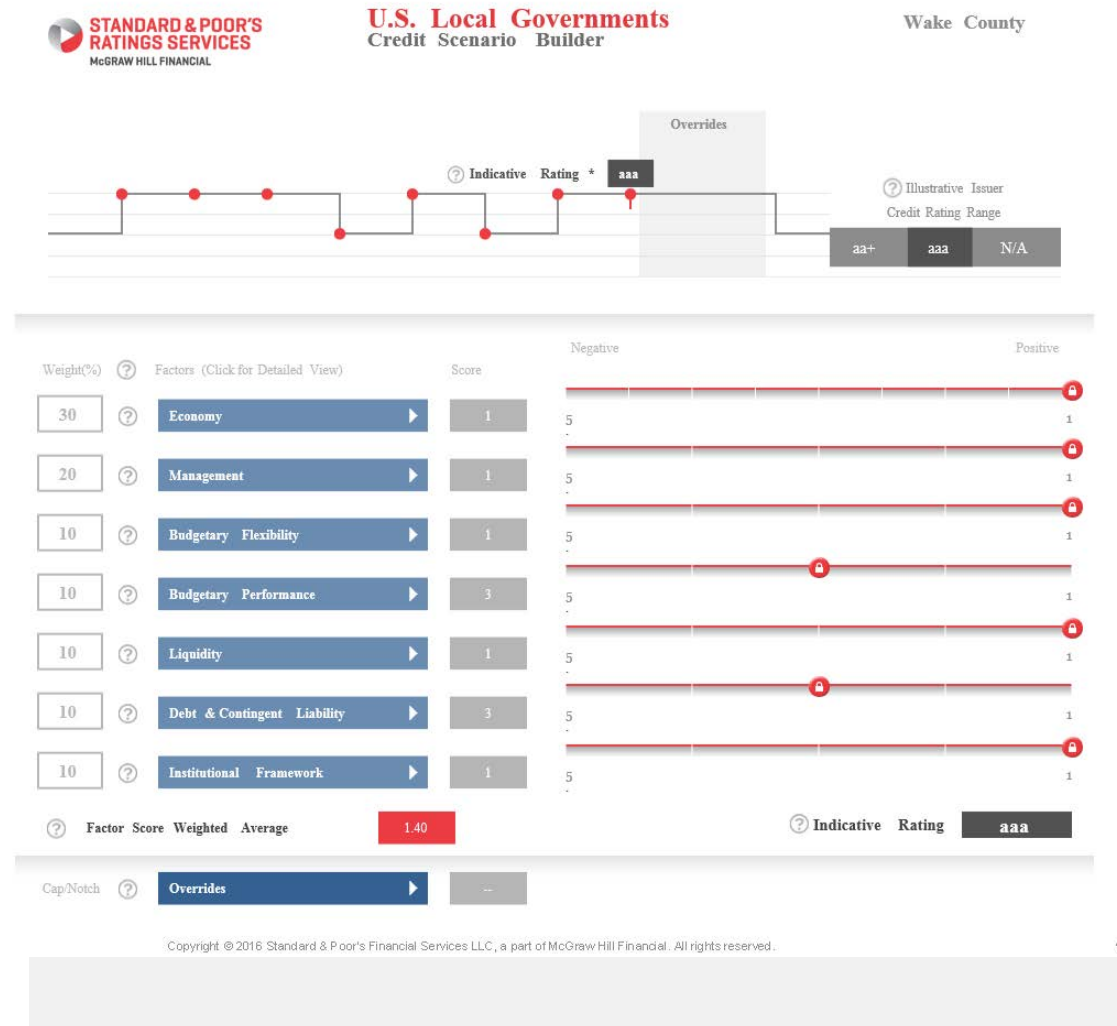 STANDARD & POOR'S
RATINGS SERVICES
McGRAW HILL FINANCIAL
U.S. Local Governments
Credit Scenario Builder
Wake County
Overrides
? Indicative Rating * aaa
? Illustrative Issuer
Credit Rating Range
aa+ aaa N/A
Negative Positive
Weight(%) ? Factors (Click for Detailed View) Score
30 ? Economy 1
5 1
20 ? Management 1
5 1
10 ? Budgetary Flexibility 1
5 1
10 ? Budgetary Performance 3
5 1
10 ? Liquidity 1
5 1
10 ? Debt & Contingent Liability 3
5 1
10 ? Institutional Framework 1
5 1
? Factor Score Weighted Average 1.40 ? Indicative Rating aaa
Cap/Notch ? Overrides --
Copyright © 2016 Standard & Poor's Financial Services LLC, a part of McGraw Hill Financial. All rights reserved.